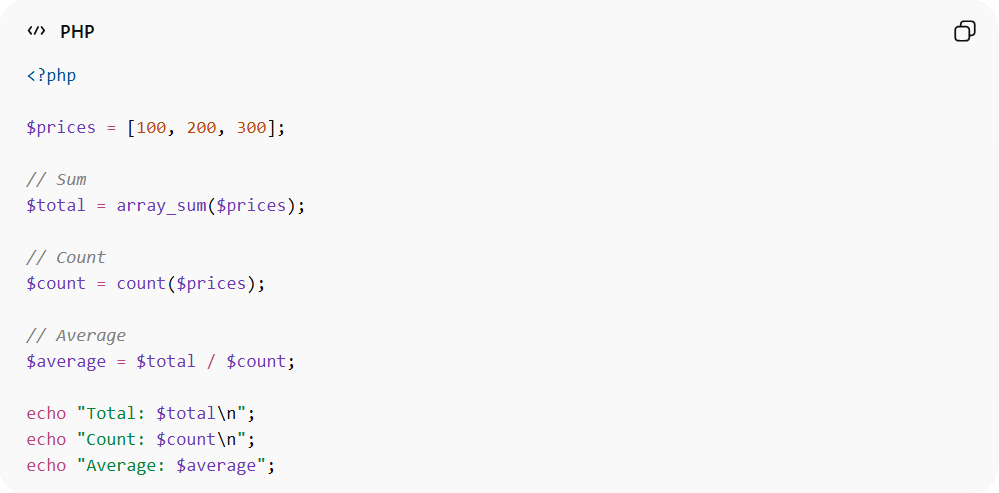 </> PHP
<?php
$prices = [100, 200, 300];
// Sum
$total = array_sum($prices);
// Count
$count = count($prices);
// Average
$average = $total / $count;
echo "Total: $total\n";
echo "Count: $count\n";
echo "Average: $average";